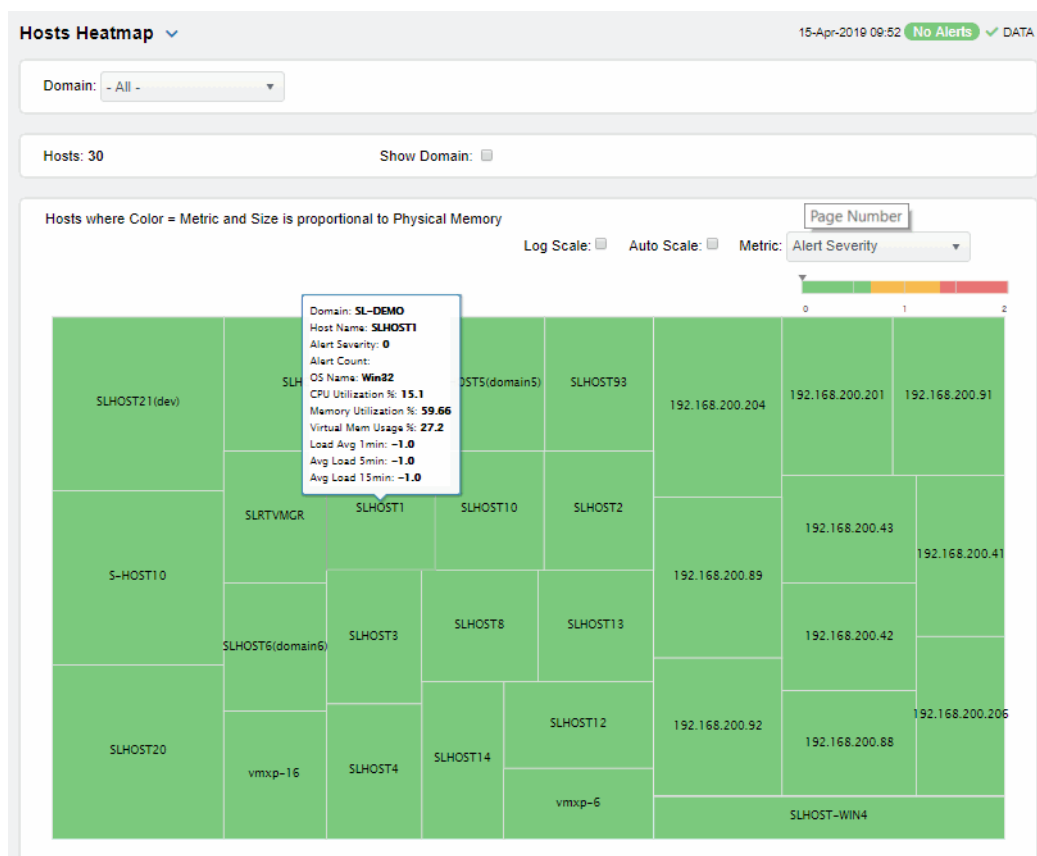 Hosts Heatmap
15-Apr-2019 09:52 No Alerts DATA
Domain: - All -
Hosts: 30 Show Domain:
Hosts where Color = Metric and Size is proportional to Physical Memory
Page Number
Log Scale: Auto Scale: Metric: Alert Severity
0 1 2
Domain: SL-DEMO
Host Name: SLHOST1
Alert Severity: 0
Alert Count:
OS Name: Win32
CPU Utilization %: 15.1
Memory Utilization %: 59.66
Virtual Mem Usage %: 27.2
Load Avg 1min: -1.0
Avg Load 5min: -1.0
Avg Load 15min: -1.0
SLHOST21(dev)
SLHOST93
192.168.200.204
192.168.200.201
192.168.200.91
SLRTVMGR
SLHOST1
SLHOST10
SLHOST2
192.168.200.43
192.168.200.41
S-HOST10
192.168.200.89
SLHOST6(domain6)
SLHOST3
SLHOST8
SLHOST13
192.168.200.42
SLHOST20
vmxp-16
SLHOST4
SLHOST14
SLHOST12
192.168.200.92
192.168.200.88
192.168.200.206
vmxp-6
SLHOST-WIN4